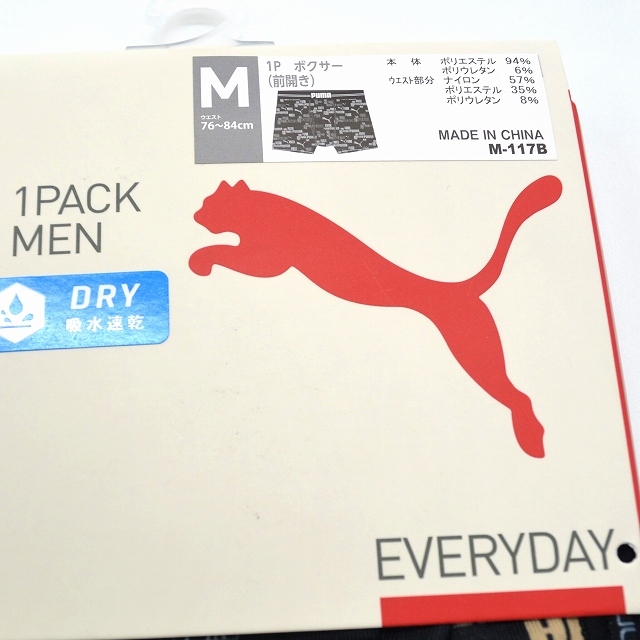 M
ウエスト
76〜84cm
1P ボクサー
(前開き)
PUMA
本体 ポリエステル 94%
ポリウレタン 6%
ウエスト部分 ナイロン 57%
ポリエステル 35%
ポリウレタン 8%
MADE IN CHINA
M-117B
1PACK
MEN
DRY
吸水速乾
EVERYDAY